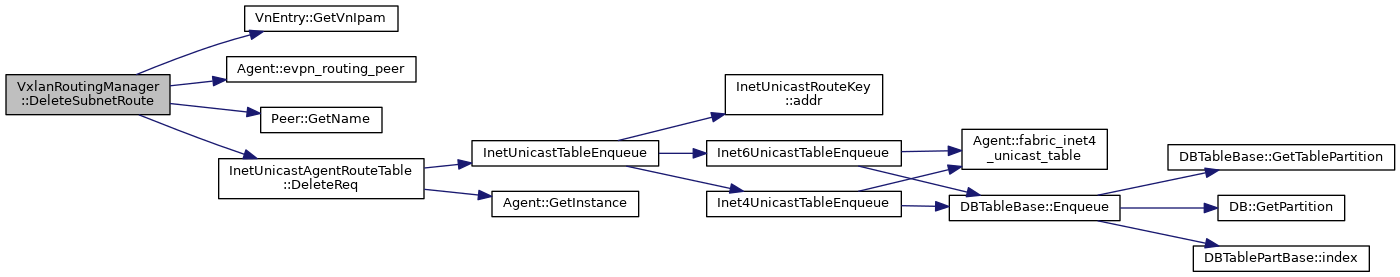 VxlanRoutingManager
::DeleteSubnetRoute
VnEntry::GetVnIpam
Agent::evpn_routing_peer
Peer::GetName
InetUnicastAgentRouteTable
::DeleteReq
InetUnicastTableEnqueue
Agent::GetInstance
InetUnicastRouteKey
::addr
Inet6UnicastTableEnqueue
Inet4UnicastTableEnqueue
Agent::fabric_inet4
_unicast_table
DBTableBase::Enqueue
DBTableBase::GetTablePartition
DB::GetPartition
DBTablePartBase::index